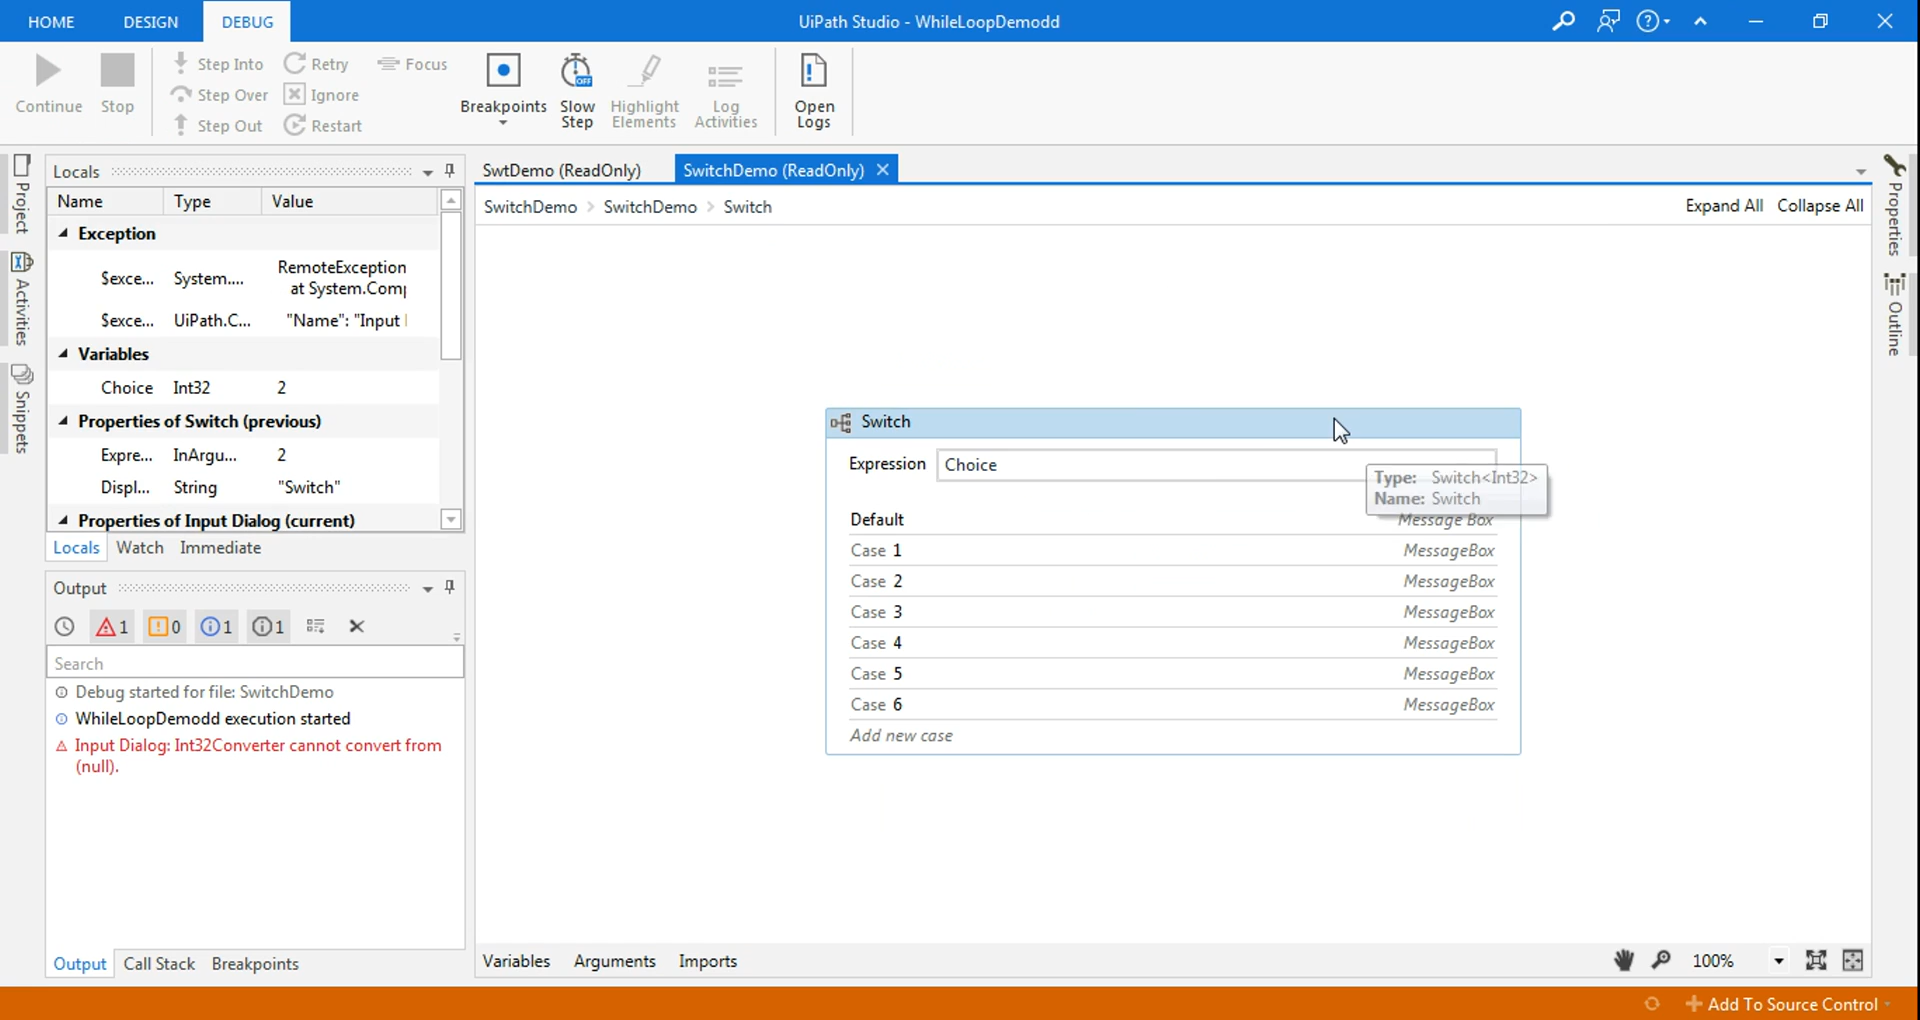 HOME DESIGN DEBUG UiPath Studio - WhileLoopDemodd
Continue Stop
Step Into Retry Focus
Step Over Ignore
Step Out Restart
Breakpoints Slow Step OFF Highlight Elements Log Activities Open Logs
Project
Activities
Snippets
Locals
Name Type Value
Exception
$exce... System.... RemoteException
at System.Comp
$exce... UiPath.C... "Name": "Input
Variables
Choice Int32 2
Properties of Switch (previous)
Expre... InArgu... 2
Displ... String "Switch"
Properties of Input Dialog (current)
Locals Watch Immediate
Output
1 0 1 1
Search
Debug started for file: SwitchDemo
WhileLoopDemodd execution started
Input Dialog: Int32Converter cannot convert from
(null).
Output Call Stack Breakpoints
SwtDemo (ReadOnly) SwitchDemo (ReadOnly)
SwitchDemo > SwitchDemo > Switch Expand All Collapse All
Switch
Expression Choice
Type: Switch<Int32>
Name: Switch
Default Message Box
Case 1 MessageBox
Case 2 MessageBox
Case 3 MessageBox
Case 4 MessageBox
Case 5 MessageBox
Case 6 MessageBox
Add new case
Variables Arguments Imports 100%
Properties
Outline
Add To Source Control